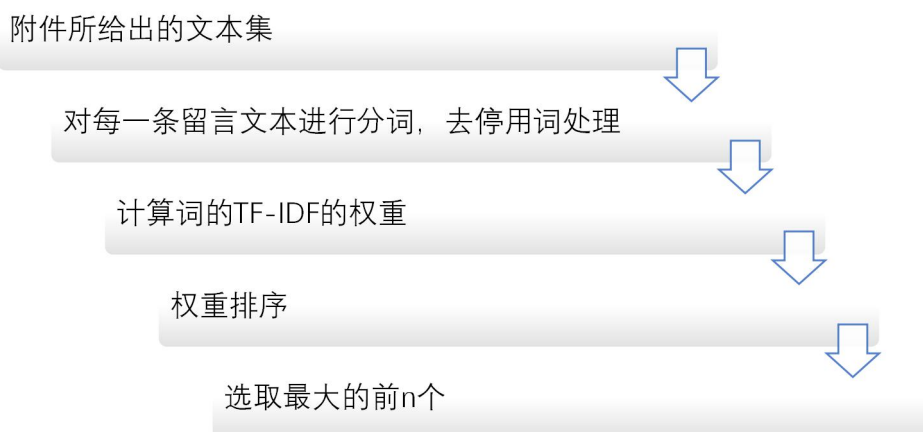 附件所给出的文本集
对每一条留言文本进行分词，去停用词处理
计算词的TF-IDF的权重
权重排序
选取最大的前n个